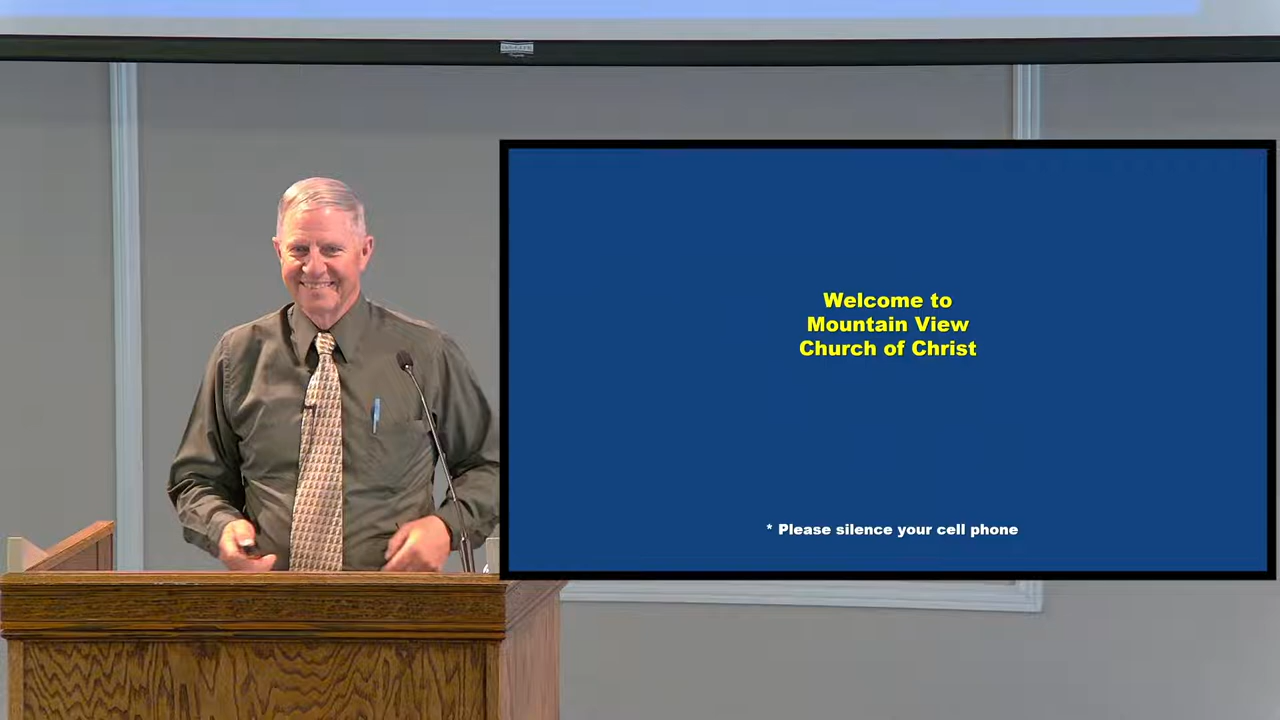 Welcome to
Mountain View
Church of Christ
* Please silence your cell phone